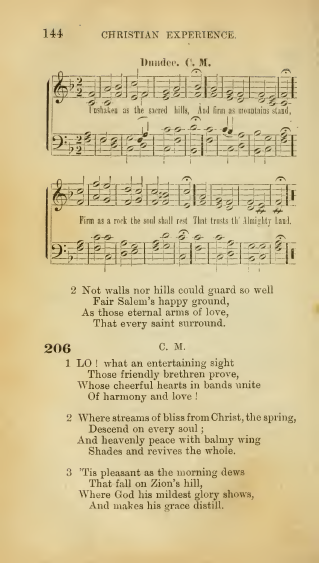 144 CHRISTIAN EXPERIENCE.
Dundee. C. M.
Unshaken as the sacred hills, And firm as mountains stand,
Firm as a rock the soul shall rest That trusts th' Almighty hand.
2 Not walls nor hills could guard so well
Fair Salem's happy ground,
As those eternal arms of love,
That every saint surround.
206 C. M.
1 LO! what an entertaining sight
Those friendly brethren prove,
Whose cheerful hearts in bands unite
Of harmony and love!
2 Where streams of bliss from Christ, the spring,
Descend on every soul;
And heavenly peace with balmy wing
Shades and revives the whole.
3 'Tis pleasant as the morning dews
That fall on Zion's hill,
Where God his mildest glory shows,
And makes his grace distill.